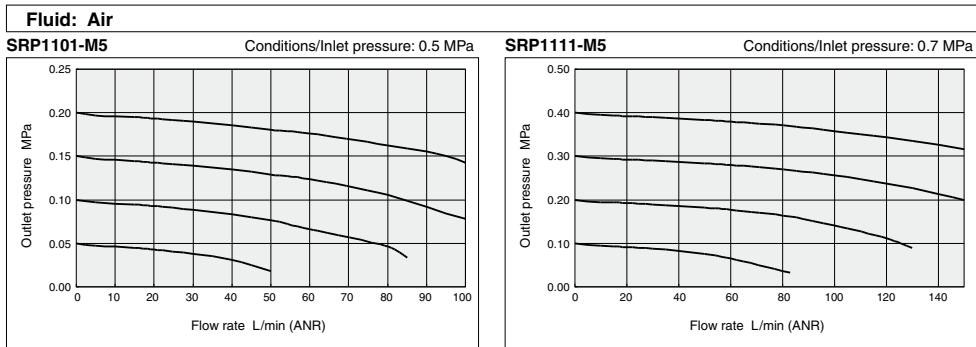 Fluid: Air
SRP1101-M5 Conditions/Inlet pressure: 0.5 MPa
Outlet pressure MPa
0.25
0.20
0.15
0.10
0.05
0.00
0 10 20 30 40 50 60 70 80 90 100
Flow rate L/min (ANR)
SRP1111-M5 Conditions/Inlet pressure: 0.7 MPa
Outlet pressure MPa
0.50
0.40
0.30
0.20
0.10
0.00
0 20 40 60 80 100 120 140
Flow rate L/min (ANR)